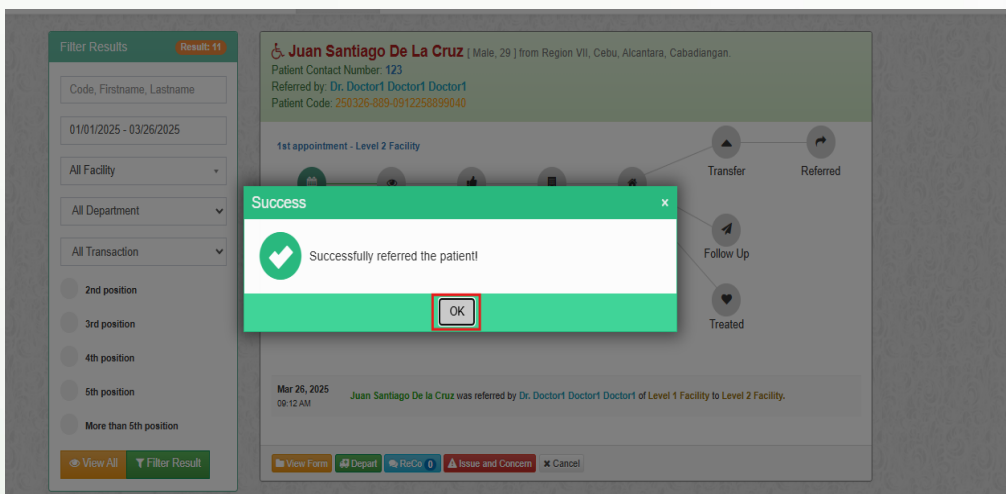 Filter Results
Result: 11
Code, Firstname, Lastname
01/01/2025 - 03/26/2025
All Facility
All Department
All Transaction
2nd position
3rd position
4th position
5th position
More than 5th position
View All
Filter Result
Juan Santiago De La Cruz [ Male, 29 ] from Region VII, Cebu, Alcantara, Cabadiangan.
Patient Contact Number: 123
Referred by: Dr. Doctor1 Doctor1 Doctor1
Patient Code: 250326-889-0912258899040
1st appointment - Level 2 Facility
Transfer
Referred
Follow Up
Treated
Success
x
Successfully referred the patient!
OK
Mar 26, 2025
09:12 AM
Juan Santiago De la Cruz was referred by Dr. Doctor1 Doctor1 Doctor1 of Level 1 Facility to Level 2 Facility.
View Form
Depart
ReCo 0
Issue and Concern
x Cancel